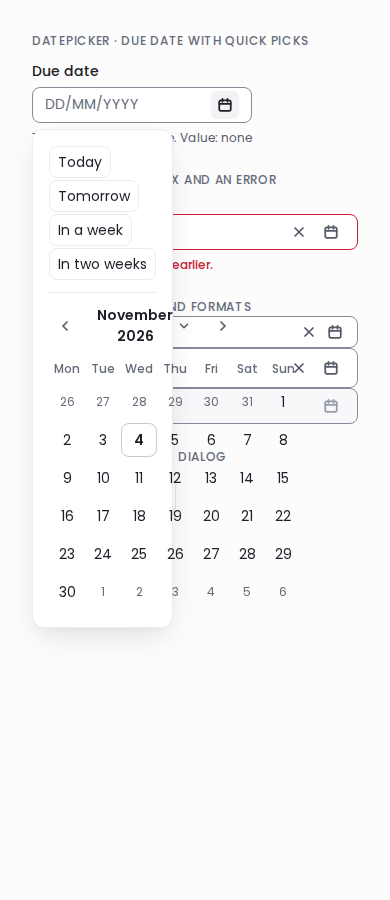 DATEPICKER · DUE DATE WITH QUICK PICKS
Due date
DD/MM/YYYY
e. Value: none
Today
X AND AN ERROR
Tomorrow
In a week
In two weeks
earlier.
ND FORMATS
November
2026
Mon Tue Wed Thu Fri Sat Sun
26 27 28 29 30 31 1
2 3 4 5 6 7 8
DIALOG
9 10 11 12 13 14 15
16 17 18 19 20 21 22
23 24 25 26 27 28 29
30 1 2 3 4 5 6